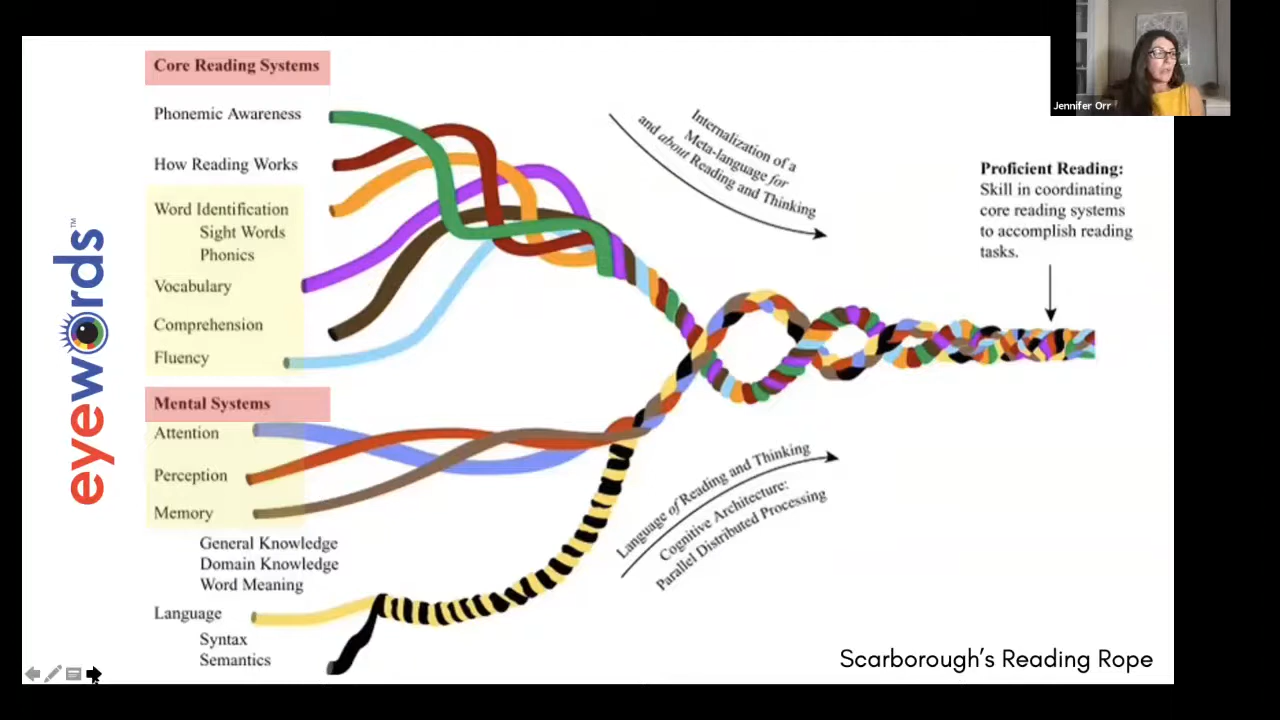 Core Reading Systems
Phonemic Awareness
How Reading Works
Word Identification
Sight Words
Phonics
Vocabulary
Comprehension
Fluency
Mental Systems
Attention
Perception
Memory
General Knowledge
Domain Knowledge
Word Meaning
Language
Syntax
Semantics
eyewords™
Internalization of a
Meta-language for
and about Reading and Thinking
Language of Reading and Thinking
Cognitive Architecture:
Parallel Distributed Processing
Proficient Reading:
Skill in coordinating
core reading systems
to accomplish reading
tasks.
Jennifer Orr
Scarborough's Reading Rope